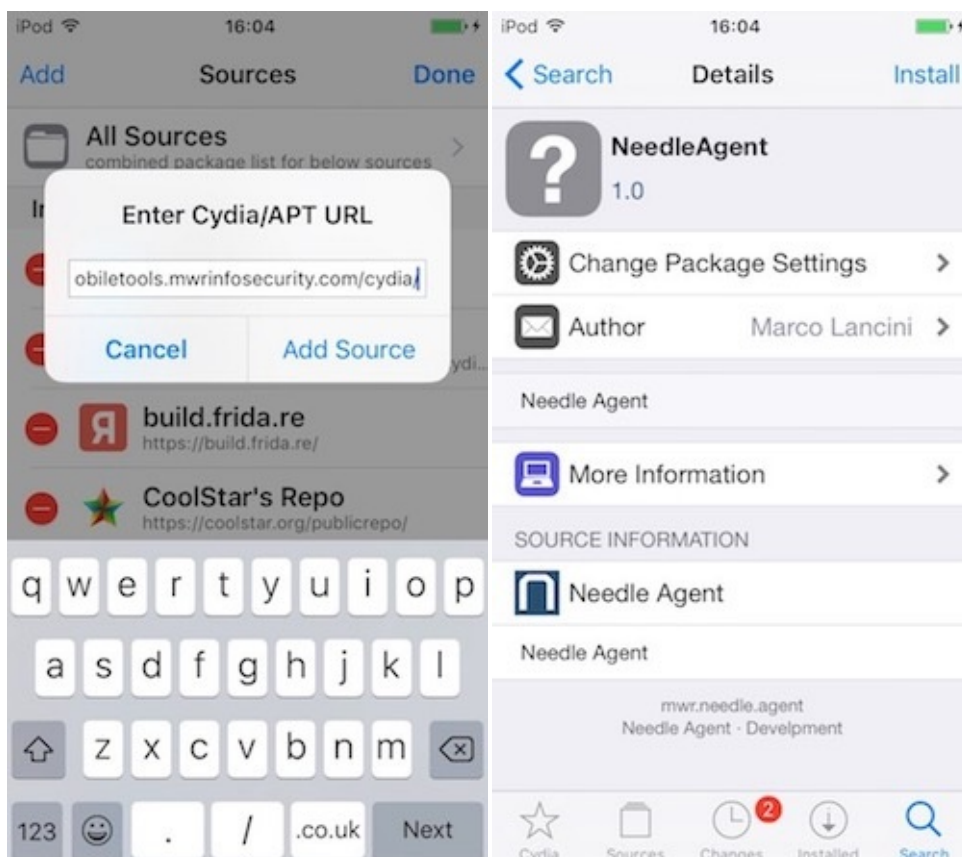 iPod 16:04
Add Sources Done
All Sources
combined package list for below sources
Enter Cydia/APT URL
obiletools.mwrinfosecurity.com/cydia/
Cancel Add Source
build.frida.re
https://build.frida.re/
CoolStar's Repo
https://coolstar.org/publicrepo/
q w e r t y u i o p
a s d f g h j k l
z x c v b n m
123 . / .co.uk Next
iPod 16:04
Search Details Install
?
NeedleAgent
1.0
Change Package Settings
Author Marco Lancini
Needle Agent
More Information
SOURCE INFORMATION
Needle Agent
Needle Agent
mwr.needle.agent
Needle Agent · Develpment
2
Cydia Sources Changes Installed Search